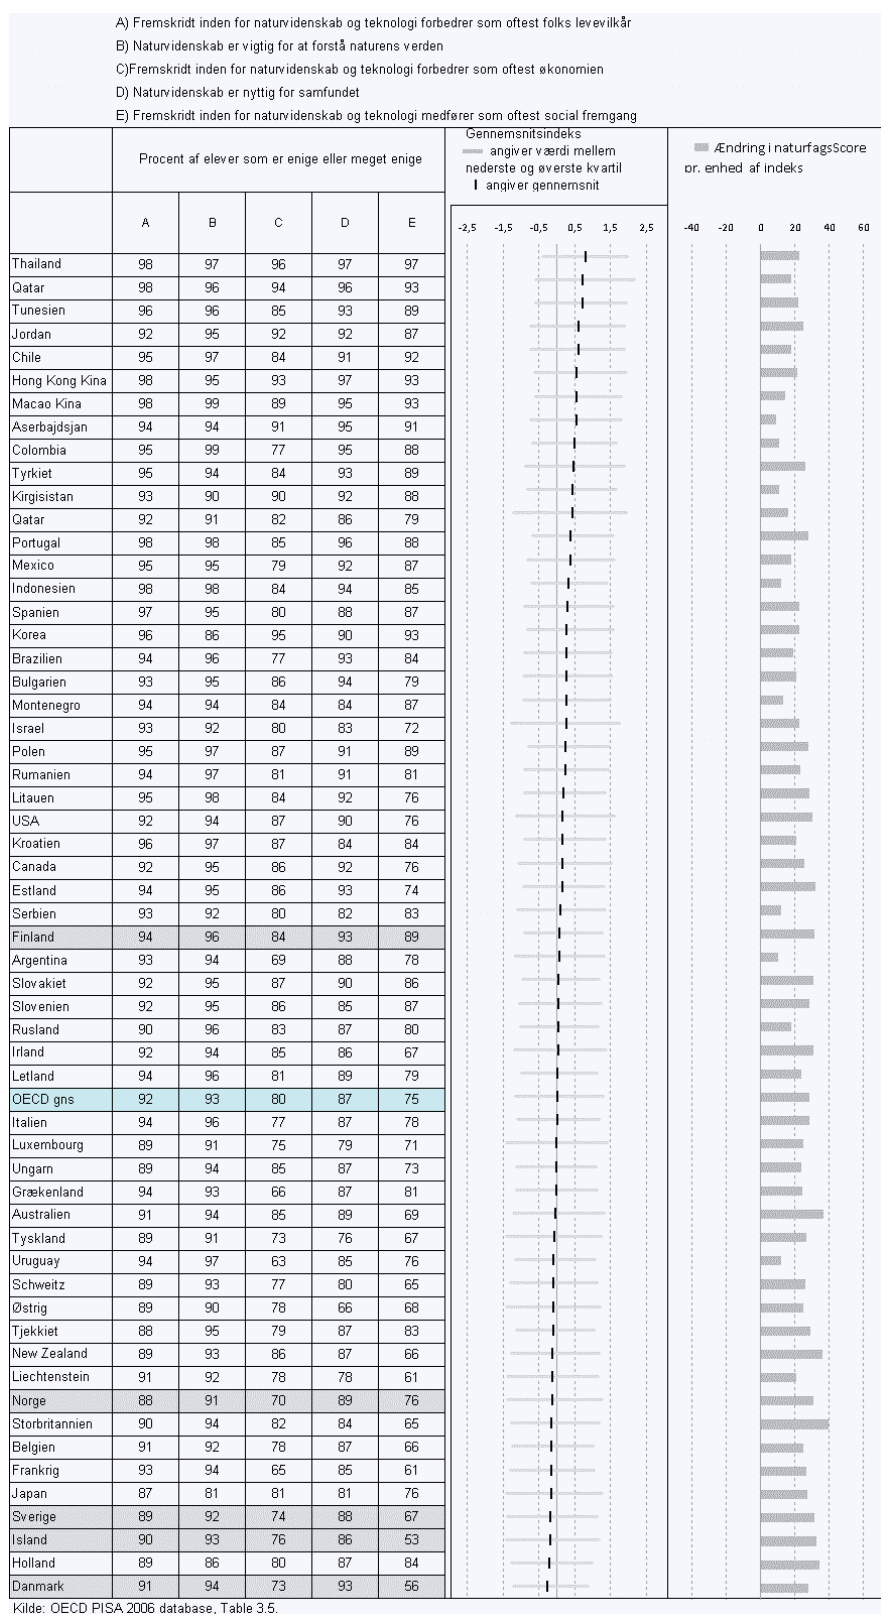 A) Fremskridt inden for naturvidenskab og teknologi forbedrer som oftest folks levevilkår
B) Naturvidenskab er vigtig for at forstå naturens verden
C)Fremskridt inden for naturvidenskab og teknologi forbedrer som oftest økonomien
D) Naturvidenskab er nyttig for samfundet
E) Fremskridt inden for naturvidenskab og teknologi medfører som oftest social fremgang
Procent af elever som er enige eller meget enige
Gennemsnitsindeks
angiver værdi mellem
nederste og øverste kvartil
angiver gennemsnit
Ændring i naturfagsScore
pr. enhed af indeks
A B C D E -2,5 -1,5 -0,5 0,5 1,5 2,5 -40 -20 0 20 40 60
Thailand 98 97 96 97 97
Qatar 98 96 94 96 93
Tunesien 96 96 85 93 89
Jordan 92 95 92 92 87
Chile 95 97 84 91 92
Hong Kong Kina 98 95 93 97 93
Macao Kina 98 99 89 95 93
Aserbajdsjan 94 94 91 95 91
Colombia 95 99 77 95 88
Tyrkiet 95 94 84 93 89
Kirgisistan 93 90 90 92 88
Qatar 92 91 82 86 79
Portugal 98 98 85 96 88
Mexico 95 95 79 92 87
Indonesien 98 98 84 94 85
Spanien 97 95 80 88 87
Korea 96 86 95 90 93
Brazilien 94 96 77 93 84
Bulgarien 93 95 86 94 79
Montenegro 94 94 84 84 87
Israel 93 92 80 83 72
Polen 95 97 87 91 89
Rumanien 94 97 81 91 81
Litauen 95 98 84 92 76
USA 92 94 87 90 76
Kroatien 96 97 87 84 84
Canada 92 95 86 92 76
Estland 94 95 86 93 74
Serbien 93 92 80 82 83
Finland 94 96 84 93 89
Argentina 93 94 69 88 78
Slovakiet 92 95 87 90 86
Slovenien 92 95 86 85 87
Rusland 90 96 83 87 80
Irland 92 94 85 86 67
Letland 94 96 81 89 79
OECD gns 92 93 80 87 75
Italien 94 96 77 87 78
Luxembourg 89 91 75 79 71
Ungarn 89 94 85 87 73
Grækenland 94 93 66 87 81
Australien 91 94 85 89 69
Tyskland 89 91 73 76 67
Uruguay 94 97 63 85 76
Schweitz 89 93 77 80 65
Østrig 89 90 78 66 68
Tjekkiet 88 95 79 87 83
New Zealand 89 93 86 87 66
Liechtenstein 91 92 78 78 61
Norge 88 91 70 89 76
Storbritannien 90 94 82 84 65
Belgien 91 92 78 87 66
Frankrig 93 94 65 85 61
Japan 87 81 81 81 76
Sverige 89 92 74 88 67
Island 90 93 76 86 53
Holland 89 86 80 87 84
Danmark 91 94 73 93 56
Kilde: OECD PISA 2006 database, Table 3.5.